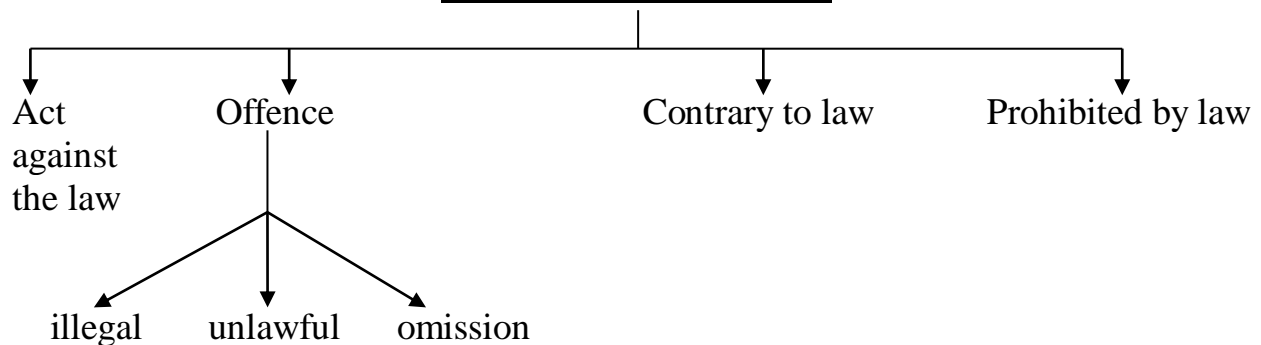 Act Offence Contrary to law Prohibited by law
against
the law
illegal unlawful omission